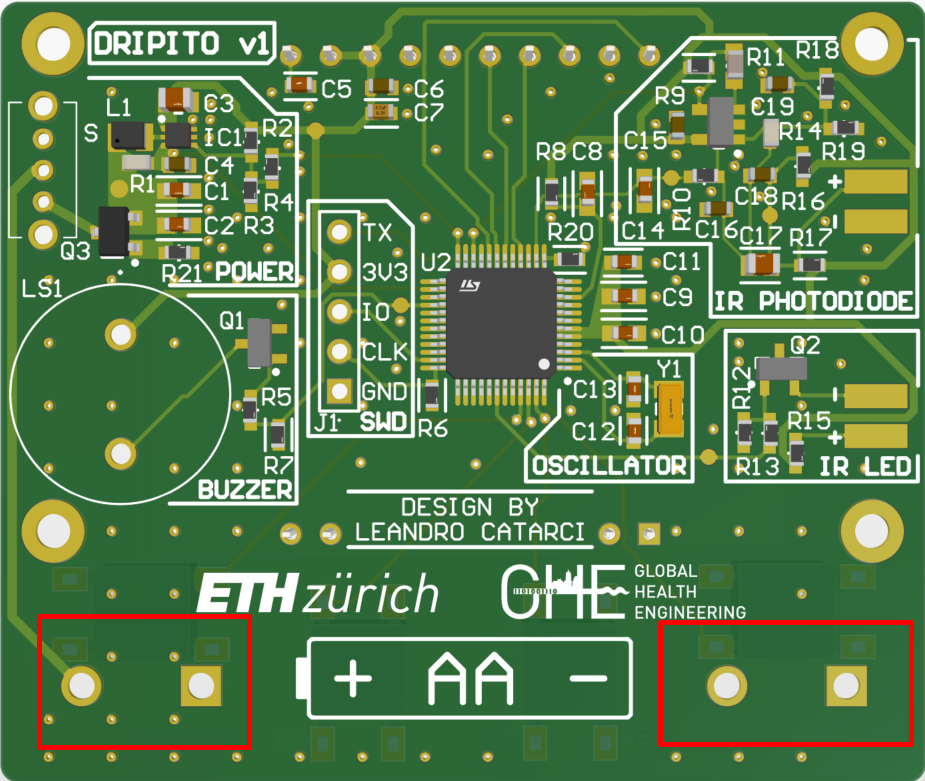 DRIPITO v1
C5
C6
C7
L1
S
C3
IC1
R2
C4
R1
C1
R4
R3
C2
Q3
R21
POWER
LS1
Q1
R5
R7
BUZZER
TX
3V3
IO
CLK
GND
J1
SWD
U2
R6
R8
C8
R20
C14
C11
C9
C10
R9
R11
R18
C19
C15
R14
R19
R10
C18
R16
C16
C17
R17
+
-
IR PHOTODIODE
Q2
R12
R13
R15
-
+
IR LED
C13
Y1
C12
OSCILLATOR
DESIGN BY
LEANDRO CATARCI
ETH zürich
GHE
GLOBAL
HEALTH
ENGINEERING
+ AA -